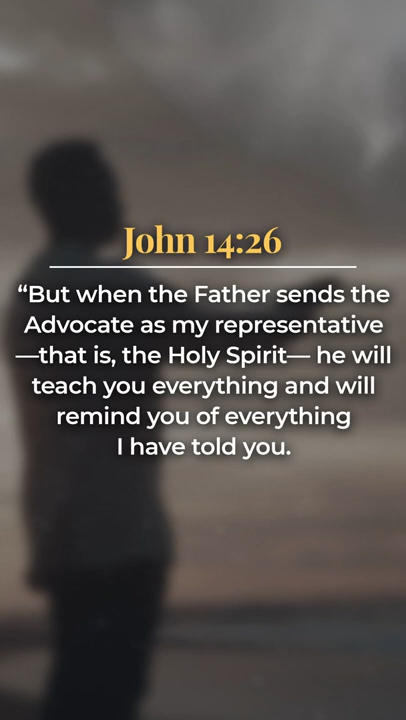 John 14:26
“But when the Father sends the
Advocate as my representative
—that is, the Holy Spirit— he will
teach you everything and will
remind you of everything
I have told you.